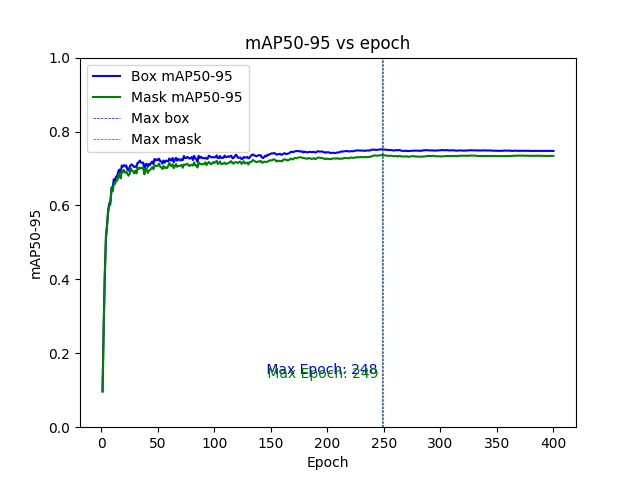 mAP50-95 vs epoch
1.0
0.8
0.6
0.4
0.2
0.0
mAP50-95
Box mAP50-95
Mask mAP50-95
Max box
Max mask
Max Epoch: 248
Max Epoch: 249
0 50 100 150 200 250 300 350 400
Epoch